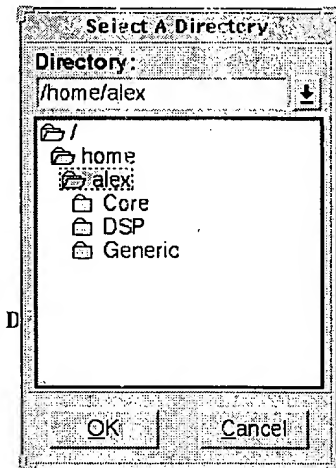 Select A Directory
Directory:
/home/alex
/
home
alex
Core
DSP
Generic
D
OK
Cancel